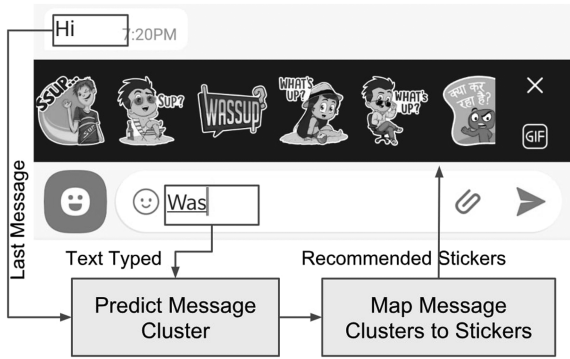 Hi
7:20PM
SSUP...
SUP?
WASSUP?
WHAT'S
UP?
WHAT's
UP?
क्या कर
रहा है?
GIF
Was
Last Message
Text Typed
Recommended Stickers
Predict Message
Cluster
Map Message
Clusters to Stickers